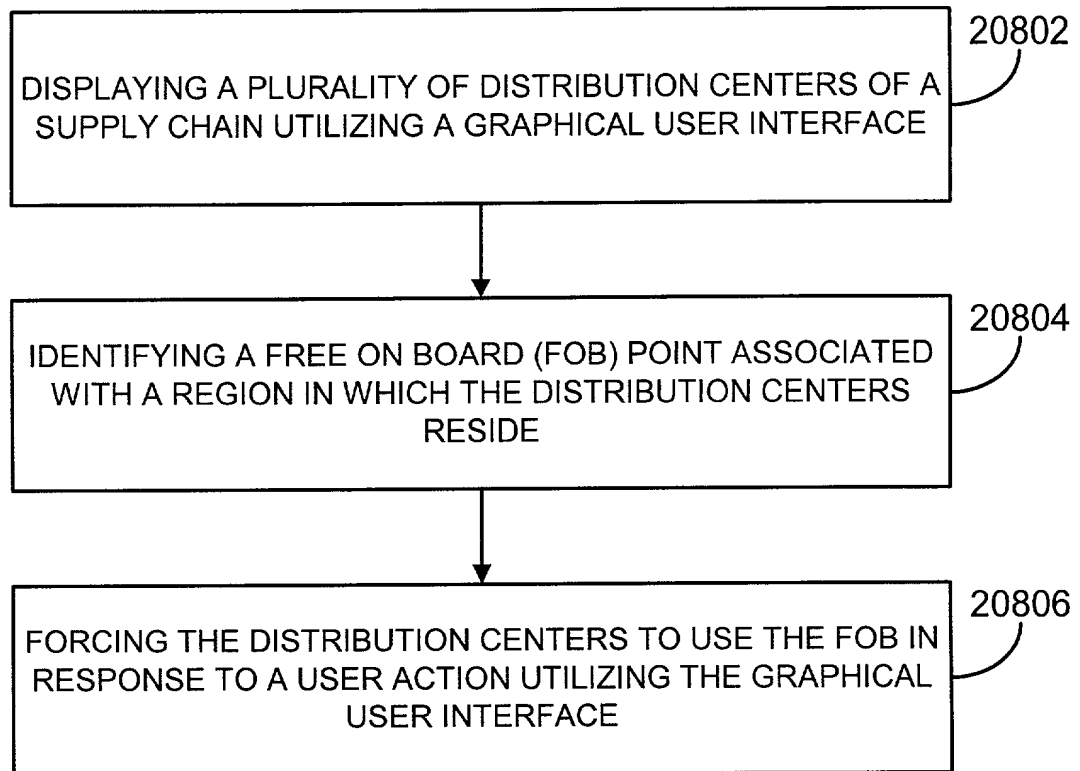 20802
DISPLAYING A PLURALITY OF DISTRIBUTION CENTERS OF A
SUPPLY CHAIN UTILIZING A GRAPHICAL USER INTERFACE
20804
IDENTIFYING A FREE ON BOARD (FOB) POINT ASSOCIATED
WITH A REGION IN WHICH THE DISTRIBUTION CENTERS
RESIDE
20806
FORCING THE DISTRIBUTION CENTERS TO USE THE FOB IN
RESPONSE TO A USER ACTION UTILIZING THE GRAPHICAL
USER INTERFACE